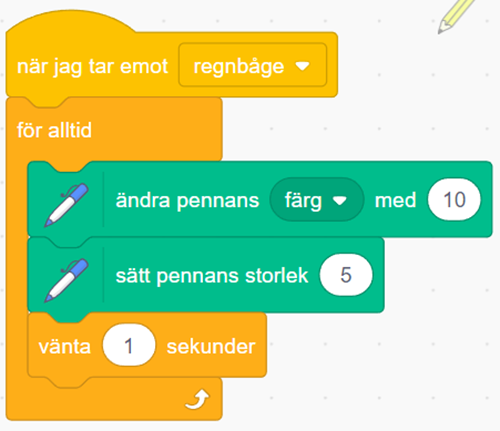 när jag tar emot regnbåge
för alltid
ändra pennans färg med 10
sätt pennans storlek 5
vänta 1 sekunder